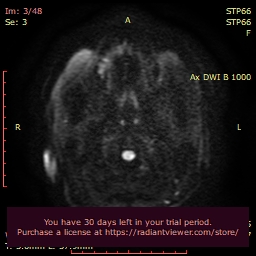 Im: 3/48
Se: 3
STP66
STP66
F
A
Ax DWI B 1000
R
L
You have 30 days left in your trial period.
Purchase a license at https://radiantviewer.com/store/